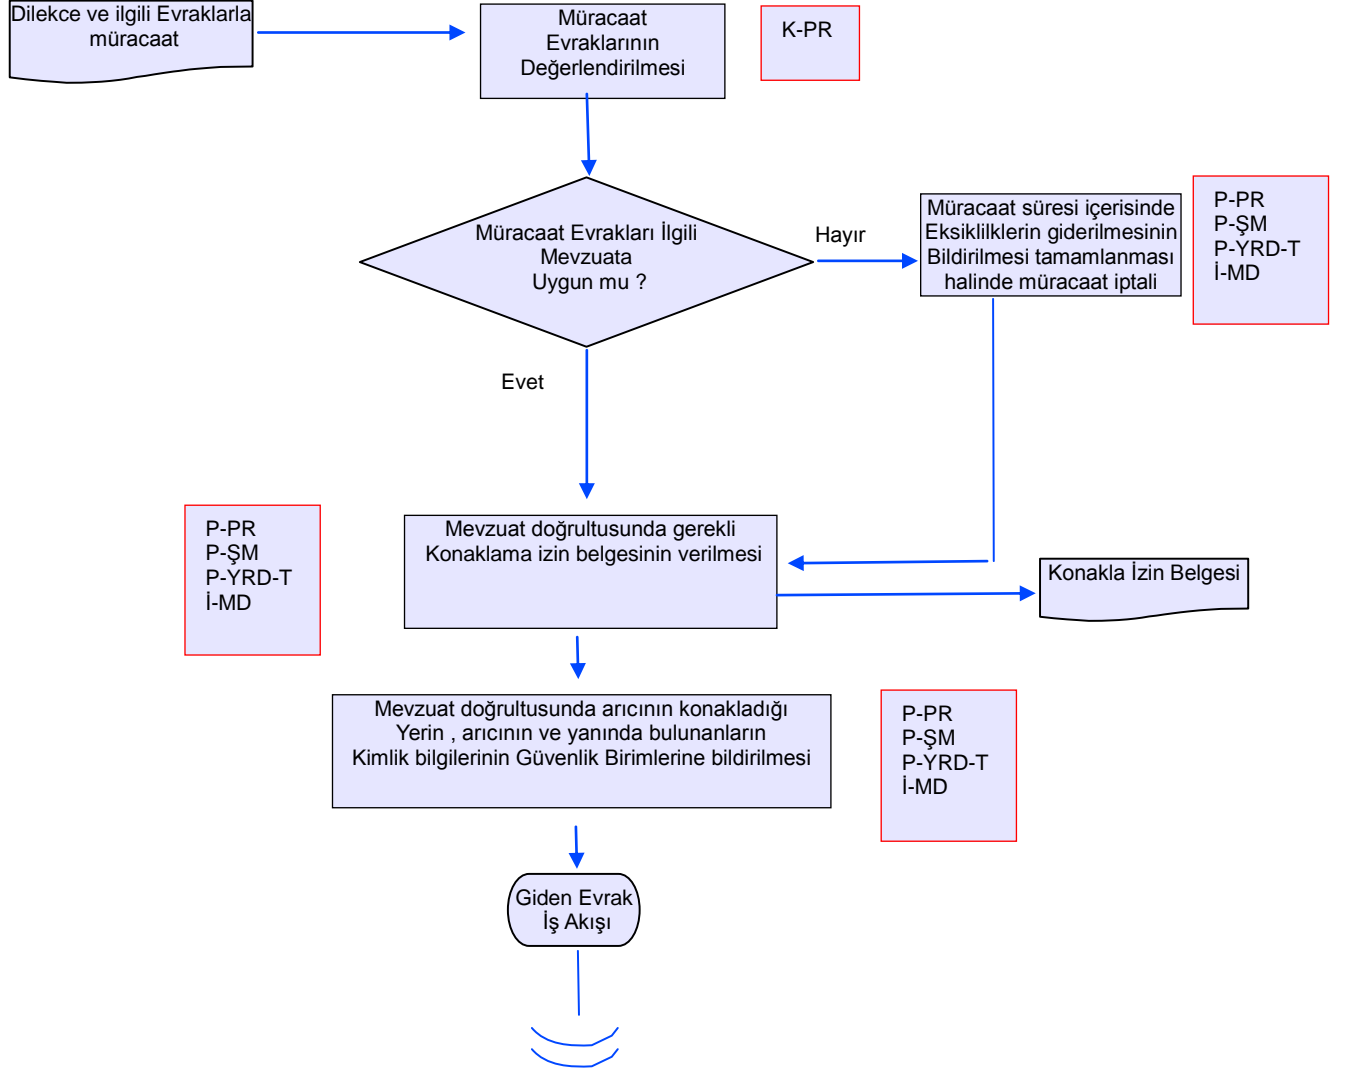 Dilekce ve ilgili Evraklarla
müracaat
Müracaat
Evraklarının
Değerlendirilmesi
K-PR
Müracaat Evrakları İlgili
Mevzuata
Uygun mu ?
Hayır
Müracaat süresi içerisinde
Eksiklilklerin giderilmesinin
Bildirilmesi tamamlanması
halinde müracaat iptali
P-PR
P-ŞM
P-YRD-T
İ-MD
Evet
P-PR
P-ŞM
P-YRD-T
İ-MD
Mevzuat doğrultusunda gerekli
Konaklama izin belgesinin verilmesi
Konakla İzin Belgesi
Mevzuat doğrultusunda arıcının konakladığı
Yerin , arıcının ve yanında bulunanların
Kimlik bilgilerinin Güvenlik Birimlerine bildirilmesi
P-PR
P-ŞM
P-YRD-T
İ-MD
Giden Evrak
İş Akışı